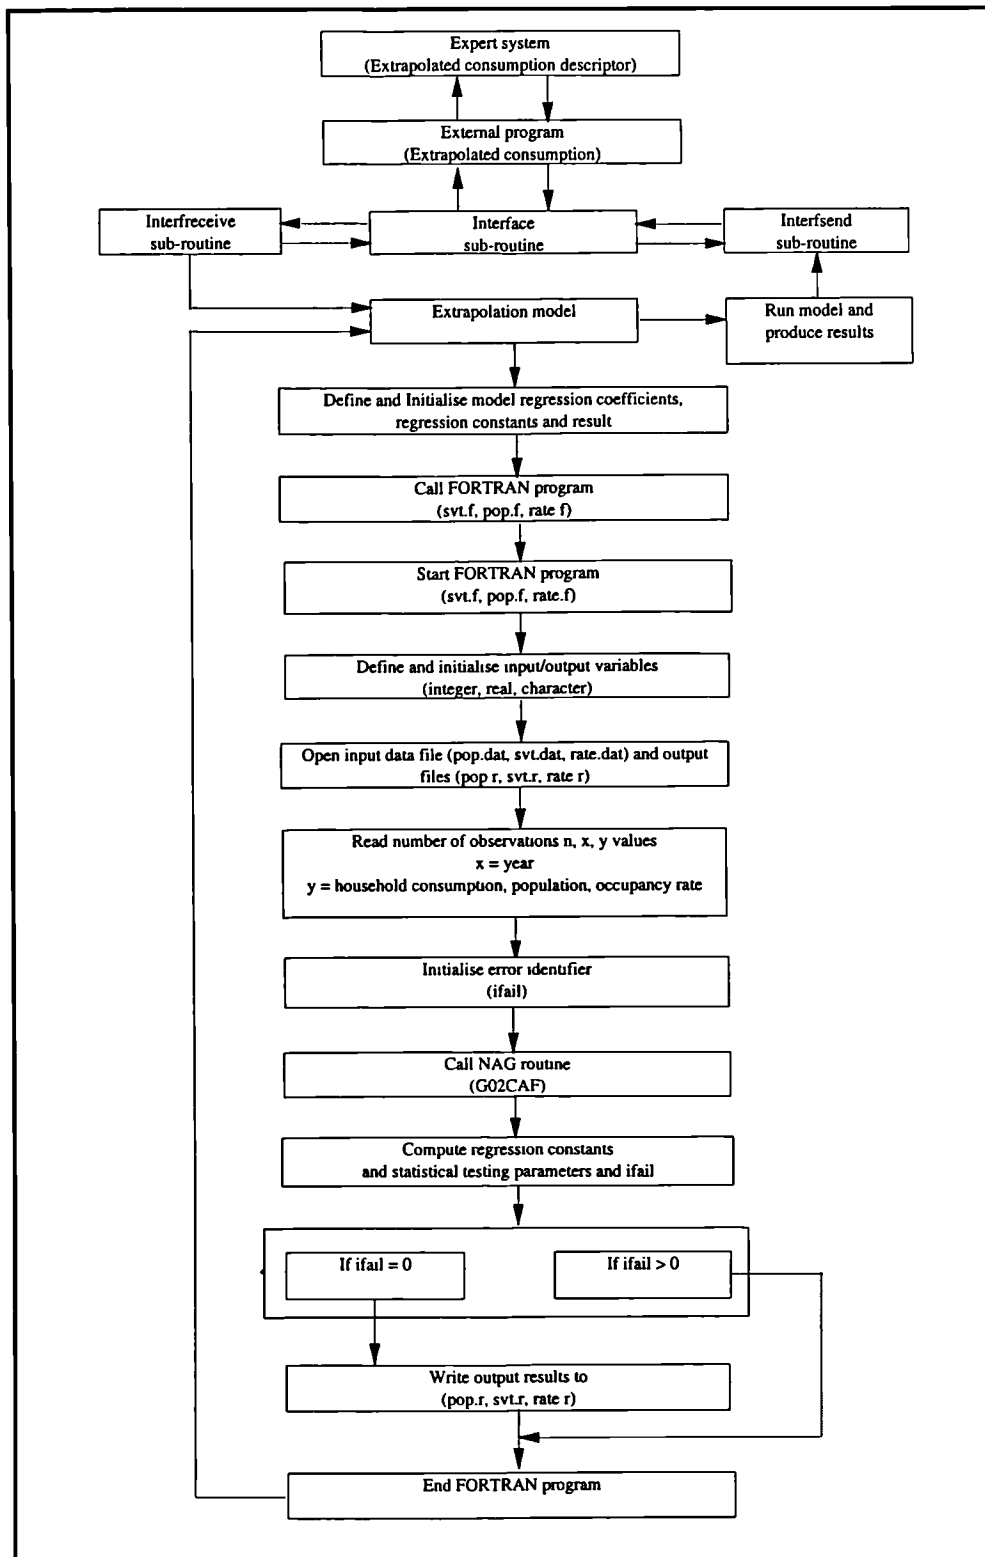 Expert system
(Extrapolated consumption descriptor)
External program
(Extrapolated consumption)
Interfreceive
sub-routine
Interface
sub-routine
Interfsend
sub-routine
Extrapolation model
Run model and
produce results
Define and Initialise model regression coefficients,
regression constants and result
Call FORTRAN program
(svt.f, pop.f, rate f)
Start FORTRAN program
(svt.f, pop.f, rate.f)
Define and initialise input/output variables
(integer, real, character)
Open input data file (pop.dat, svt.dat, rate.dat) and output
files (pop r, svt.r, rate r)
Read number of observations n, x, y values
x = year
y = household consumption, population, occupancy rate
Initialise error identifier
(ifail)
Call NAG routine
(G02CAF)
Compute regression constants
and statistical testing parameters and ifail
If ifail = 0
If ifail > 0
Write output results to
(pop.r, svt.r, rate r)
End FORTRAN program